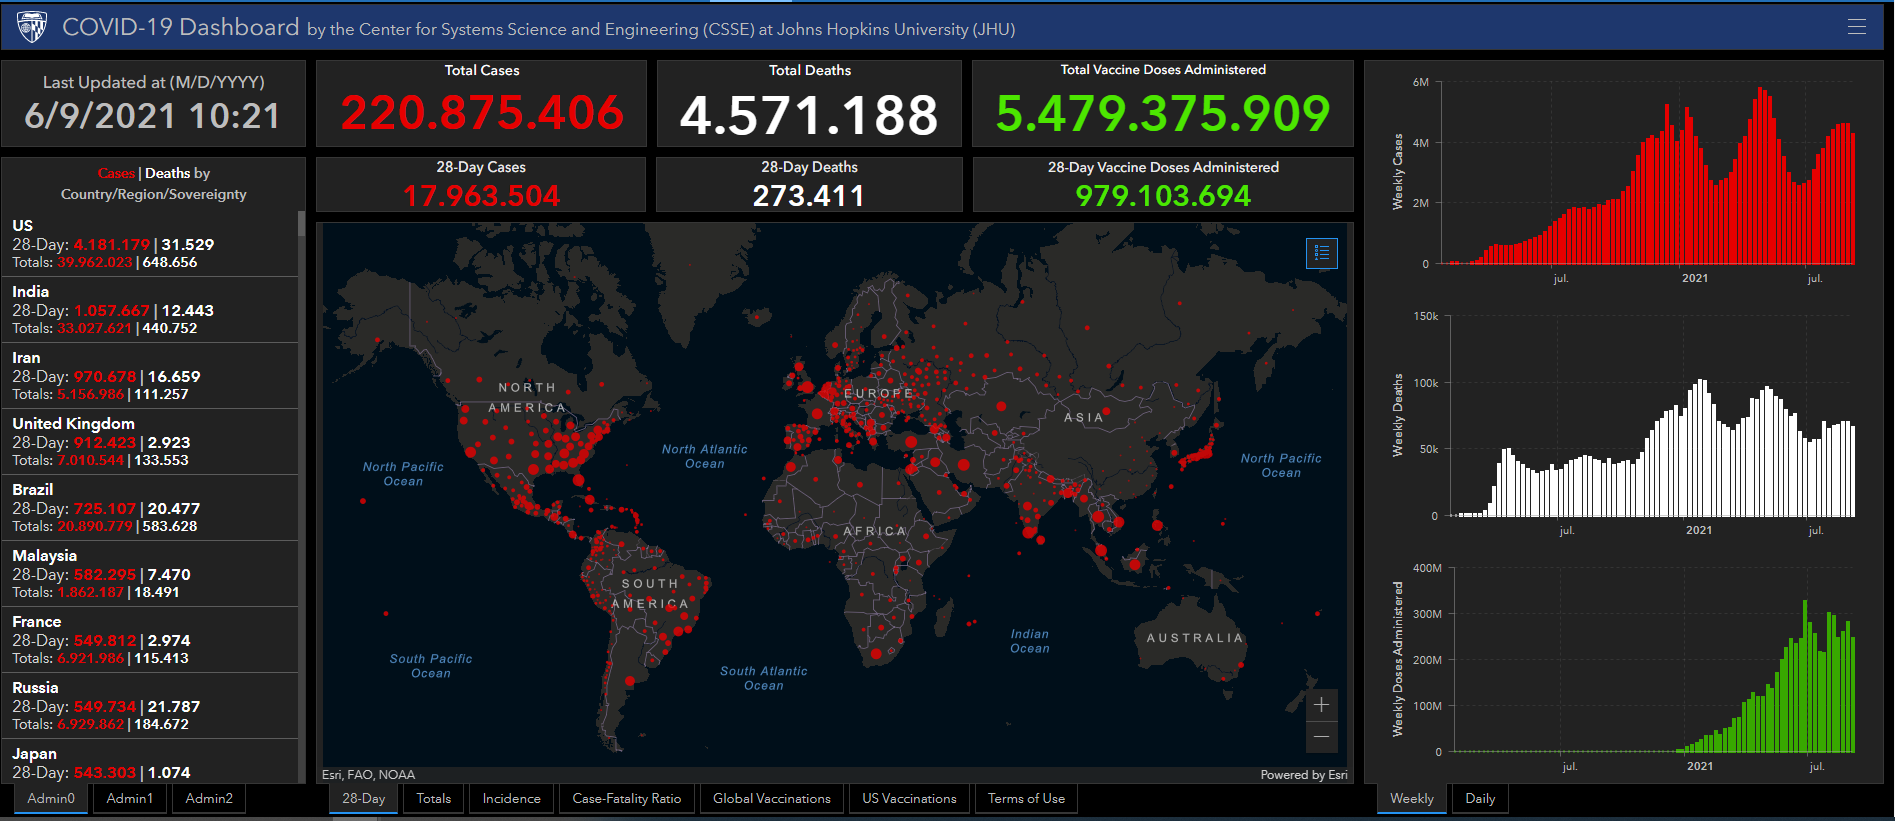 COVID-19 Dashboard by the Center for Systems Science and Engineering (CSSE) at Johns Hopkins University (JHU)
Last Updated at (M/D/YYYY)
6/9/2021 10:21
Total Cases
220.875.406
Total Deaths
4.571.188
Total Vaccine Doses Administered
5.479.375.909
28-Day Cases
17.963.504
28-Day Deaths
273.411
28-Day Vaccine Doses Administered
979.103.694
Cases | Deaths by
Country/Region/Sovereignty
US
28-Day: 4.181.179 | 31.529
Totals: 39.962.023 | 648.656
India
28-Day: 1.057.667 | 12.443
Totals: 33.027.621 | 440.752
Iran
28-Day: 970.678 | 16.659
Totals: 5.156.986 | 111.257
United Kingdom
28-Day: 912.423 | 2.923
Totals: 7.010.544 | 133.553
Brazil
28-Day: 725.107 | 20.477
Totals: 20.890.779 | 583.628
Malaysia
28-Day: 582.295 | 7.470
Totals: 1.862.187 | 18.491
France
28-Day: 549.812 | 2.974
Totals: 6.921.986 | 115.413
Russia
28-Day: 549.734 | 21.787
Totals: 6.929.862 | 184.672
Japan
28-Day: 543.303 | 1.074
Admin0
Admin1
Admin2
NORTH
AMERICA
EUROPE
ASIA
North Atlantic
Ocean
North Pacific
Ocean
North Pacific
Ocean
AFRICA
SOUTH
AMERICA
Indian
Ocean
AUSTRALIA
South Pacific
Ocean
South Atlantic
Ocean
+
−
Esri, FAO, NOAA
Powered by Esri
28-Day
Totals
Incidence
Case-Fatality Ratio
Global Vaccinations
US Vaccinations
Terms of Use
Weekly Cases
6M
4M
2M
0
jul.
2021
jul.
Weekly Deaths
150k
100k
50k
0
jul.
2021
jul.
Weekly Doses Administered
400M
300M
200M
100M
0
jul.
2021
jul.
Weekly
Daily